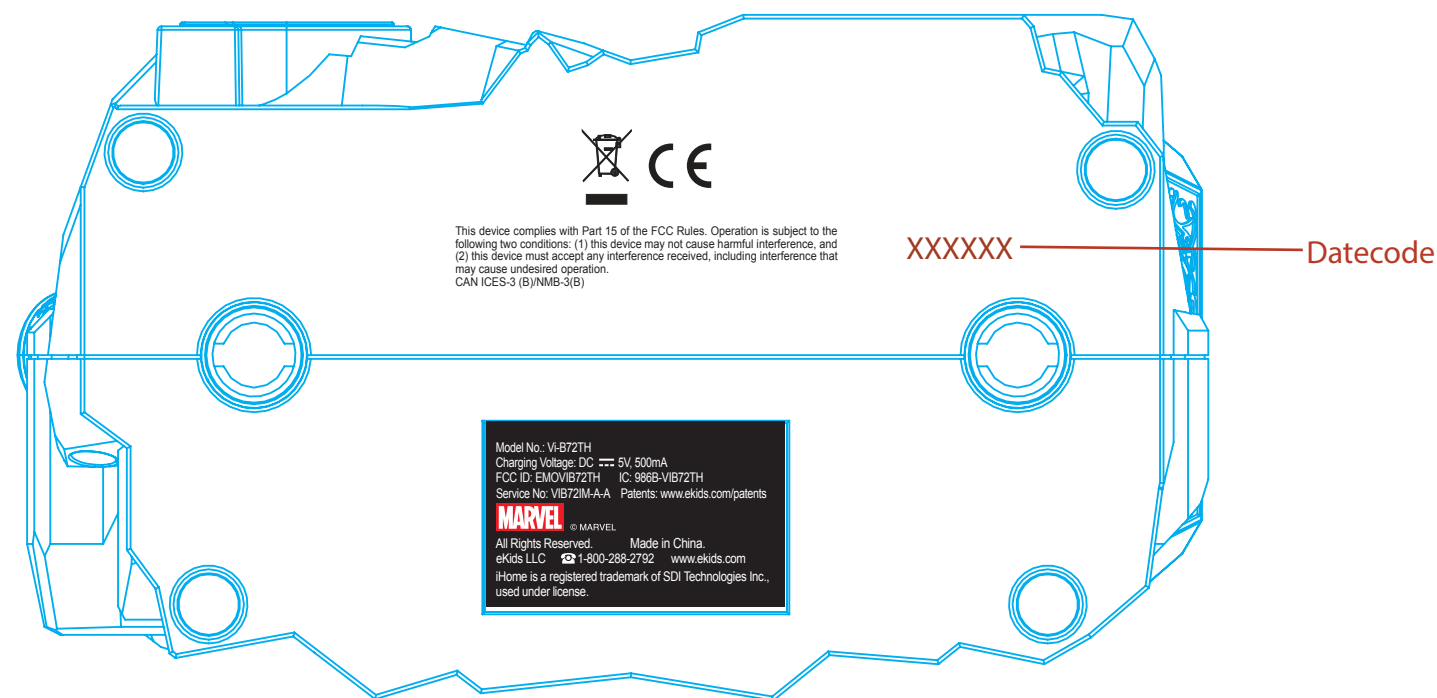 This device complies with Part 15 of the FCC Rules. Operation is subject to the
following two conditions: (1) this device may not cause harmful interference, and
(2) this device must accept any interference received, including interference that
may cause undesired operation.
CAN ICES-3 (B)/NMB-3(B)
XXXXXX Datecode
Model No.: Vi-B72TH
Charging Voltage: DC ⎓ 5V, 500mA
FCC ID: EMOVIB72TH IC: 986B-VIB72TH
Service No: VIB72IM-A-A Patents: www.ekids.com/patents
MARVEL © MARVEL
All Rights Reserved. Made in China.
eKids LLC ☎1-800-288-2792 www.ekids.com
iHome is a registered trademark of SDI Technologies Inc.,
used under license.